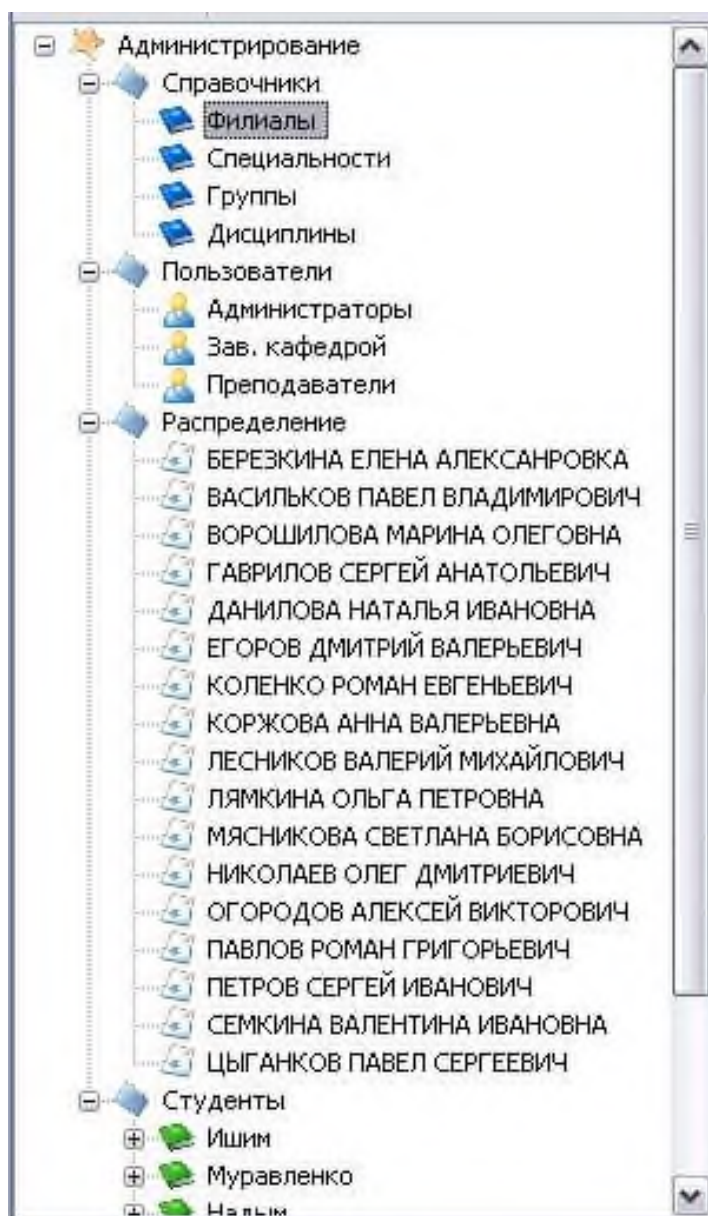 Администрирование
Справочники
Филиалы
Специальности
Группы
Дисциплины
Пользователи
Администраторы
Зав. кафедрой
Преподаватели
Распределение
БЕРЕЗКИНА ЕЛЕНА АЛЕКСАНРОВКА
ВАСИЛЬКОВ ПАВЕЛ ВЛАДИМИРОВИЧ
ВОРОШИЛОВА МАРИНА ОЛЕГОВНА
ГАВРИЛОВ СЕРГЕЙ АНАТОЛЬЕВИЧ
ДАНИЛОВА НАТАЛЬЯ ИВАНОВНА
ЕГОРОВ ДМИТРИЙ ВАЛЕРЬЕВИЧ
КОЛЕНКО РОМАН ЕВГЕНЬЕВИЧ
КОРЖОВА АННА ВАЛЕРЬЕВНА
ЛЕСНИКОВ ВАЛЕРИЙ МИХАЙЛОВИЧ
ЛЯМКИНА ОЛЬГА ПЕТРОВНА
МЯСНИКОВА СВЕТЛАНА БОРИСОВНА
НИКОЛАЕВ ОЛЕГ ДМИТРИЕВИЧ
ОГОРОДОВ АЛЕКСЕЙ ВИКТОРОВИЧ
ПАВЛОВ РОМАН ГРИГОРЬЕВИЧ
ПЕТРОВ СЕРГЕЙ ИВАНОВИЧ
СЕМКИНА ВАЛЕНТИНА ИВАНОВНА
ЦЫГАНКОВ ПАВЕЛ СЕРГЕЕВИЧ
Студенты
Ишим
Муравленко
Надым